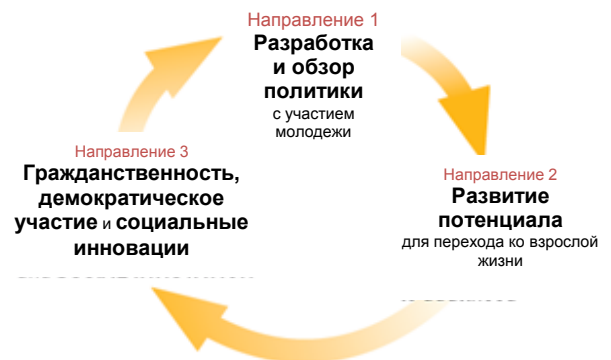 Направление 1
Разработка
и обзор
политики
с участием
молодежи
Направление 2
Развитие
потенциала
для перехода ко взрослой
жизни
Направление 3
Гражданственность,
демократическое
участие и социальные
инновации